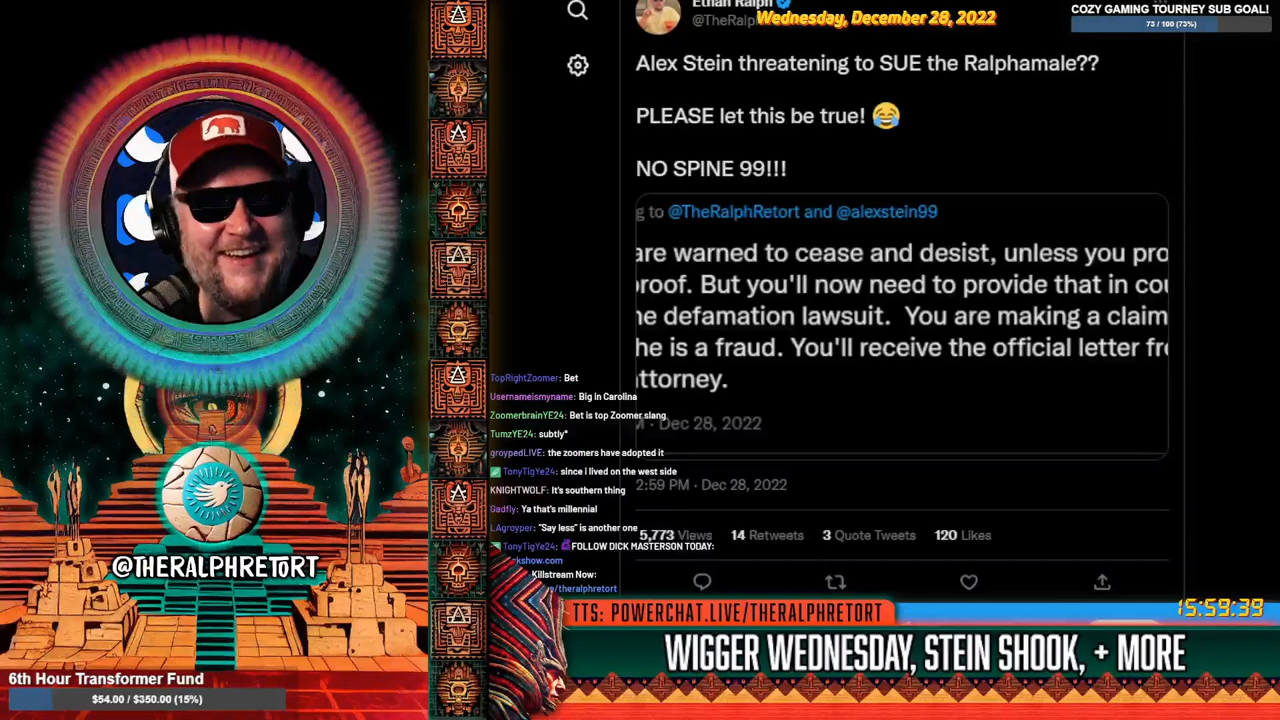 Ethan Ralph
@TheRalp
Wednesday, December 28, 2022
COZY GAMING TOURNEY SUB GOAL!
73 / 100 (73%)
Alex Stein threatening to SUE the Ralphamale??
PLEASE let this be true! 😂
NO SPINE 99!!!
g to @TheRalphRetort and @alexstein99
are warned to cease and desist, unless you pro
proof. But you'll now need to provide that in cou
he defamation lawsuit. You are making a claim
he is a fraud. You'll receive the official letter fr
attorney.
M · Dec 28, 2022
2:59 PM · Dec 28, 2022
5,773 Views 14 Retweets 3 Quote Tweets 120 Likes
TopRightZoomer: Bet
Usernameismyname: Big in Carolina
ZoomerbrainYE24: Bet is top Zoomer slang
TumzYE24: subtly*
groypedLIVE: the zoomers have adopted it
TonyTigYe24: since i lived on the west side
KNIGHTWOLF: It's southern thing
Gadfly: Ya that's millennial
LAgroyper: "Say less" is another one
TonyTigYe24: FOLLOW DICK MASTERSON TODAY:
kshow.com
Killstream Now:
/theralphretort
@THERALPHRETORT
TTS: POWERCHAT.LIVE/THERALPHRETORT
15:59:39
WIGGER WEDNESDAY, STEIN SHOOK, + MORE
6th Hour Transformer Fund
$54.00 / $350.00 (15%)